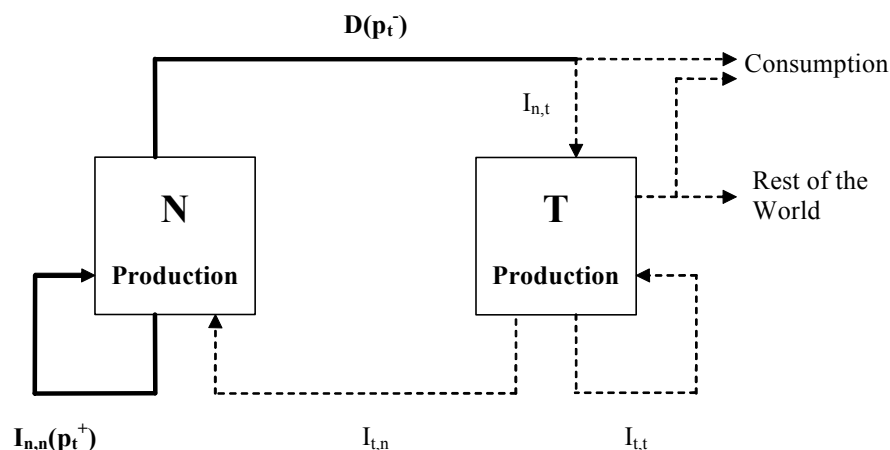 D(pₜ⁻)
Consumption
Iₙ,ₜ
N
Production
T
Production
Rest of the
World
Iₙ,ₙ(pₜ⁺)
Iₜ,ₙ
Iₜ,ₜ